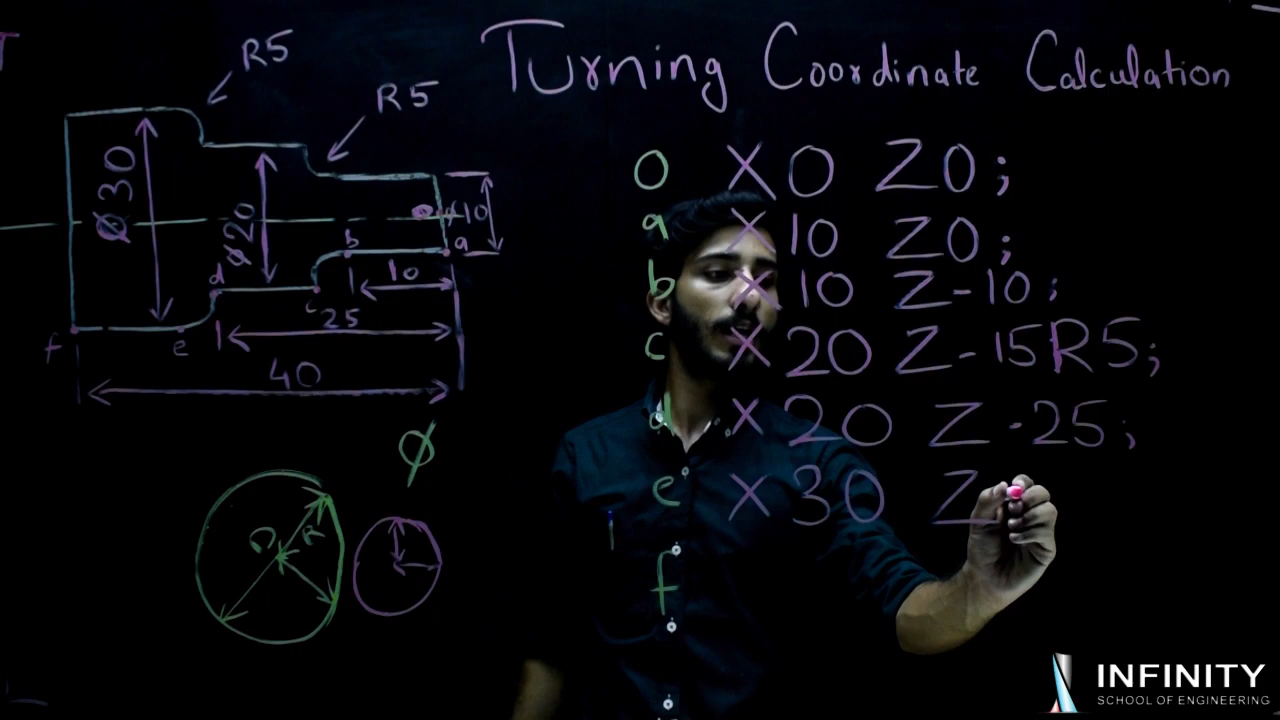 Turning Coordinate Calculation
T
R5
R5
ø30
ø20
ø10
a
b
10
c
d
25
e
f
40
ø
D
R
O X0 Z0;
a X10 Z0;
b X10 Z-10;
c X20 Z-15R5;
d X20 Z-25;
e X30 Z
f
INFINITY
SCHOOL OF ENGINEERING